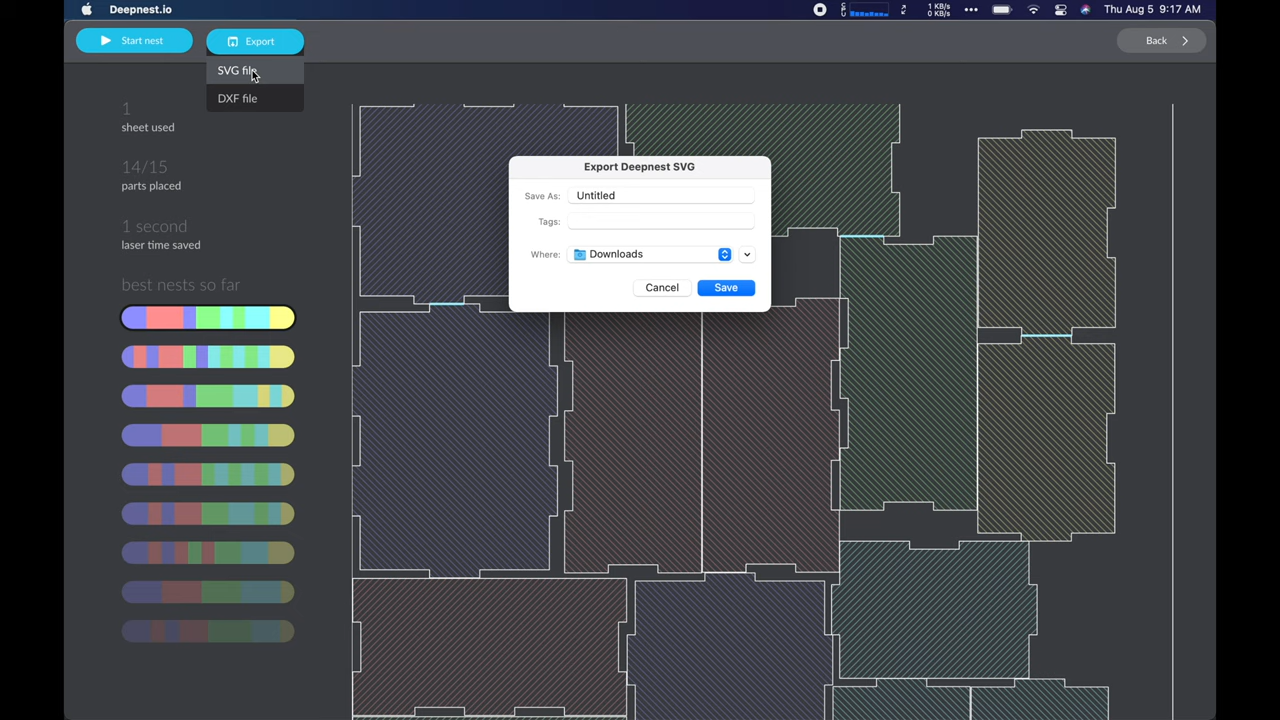 Deepnest.io
CPU
1 KB/s
0 KB/s
Thu Aug 5 9:17 AM
Start nest
Export
Back
SVG file
DXF file
1
sheet used
14/15
parts placed
1 second
laser time saved
best nests so far
Export Deepnest SVG
Save As: Untitled
Tags:
Where: Downloads
Cancel Save